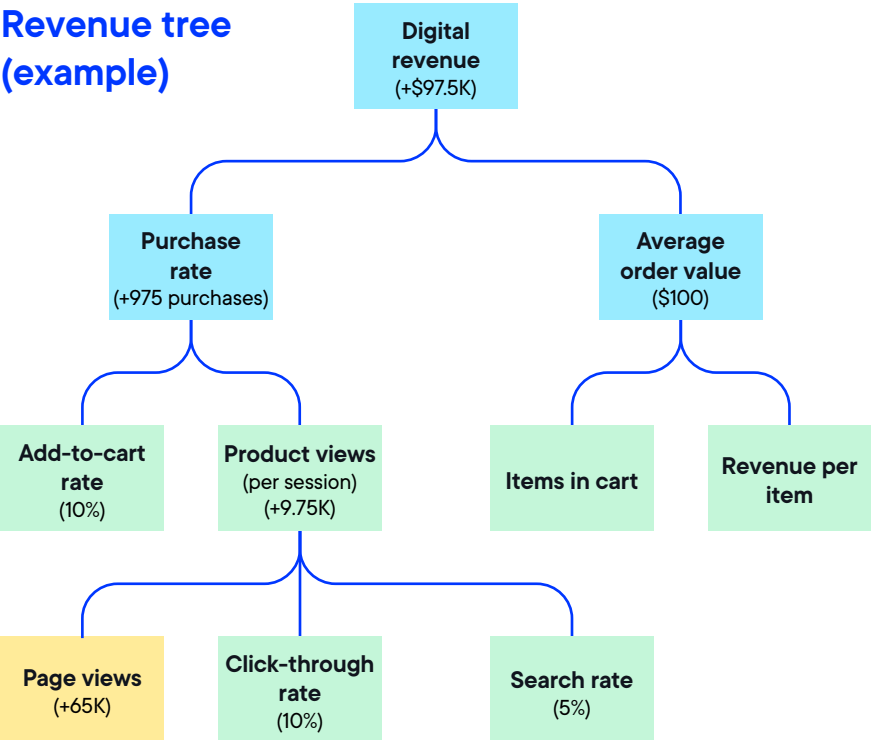 Revenue tree
(example)
Digital
revenue
(+$97.5K)
Purchase
rate
(+975 purchases)
Average
order value
($100)
Add-to-cart
rate
(10%)
Product views
(per session)
(+9.75K)
Items in cart
Revenue per
item
Page views
(+65K)
Click-through
rate
(10%)
Search rate
(5%)